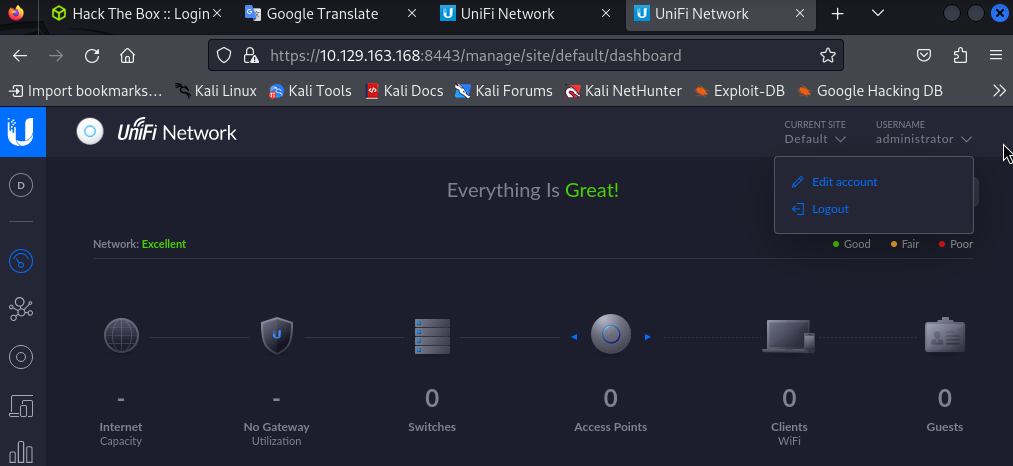 Hack The Box :: Login
Google Translate
UniFi Network
UniFi Network
https://10.129.163.168:8443/manage/site/default/dashboard
Import bookmarks...
Kali Linux
Kali Tools
Kali Docs
Kali Forums
Kali NetHunter
Exploit-DB
Google Hacking DB
UniFi Network
CURRENT SITE
Default
USERNAME
administrator
D
Edit account
Logout
Everything Is Great!
Network: Excellent
Good
Fair
Poor
-
Internet
Capacity
-
No Gateway
Utilization
0
Switches
0
Access Points
0
Clients
WiFi
0
Guests